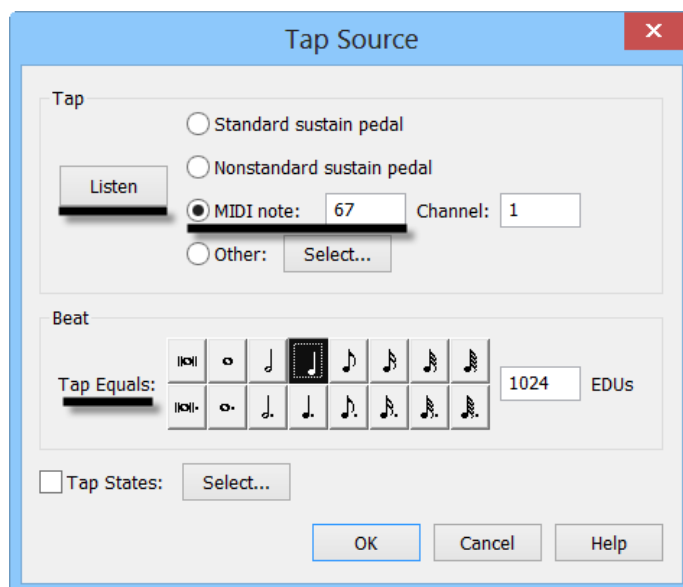 Tap Source
Tap
Standard sustain pedal
Nonstandard sustain pedal
Listen
MIDI note: 67 Channel: 1
Other: Select...
Beat
Tap Equals: 1024 EDUs
Tap States: Select...
OK Cancel Help